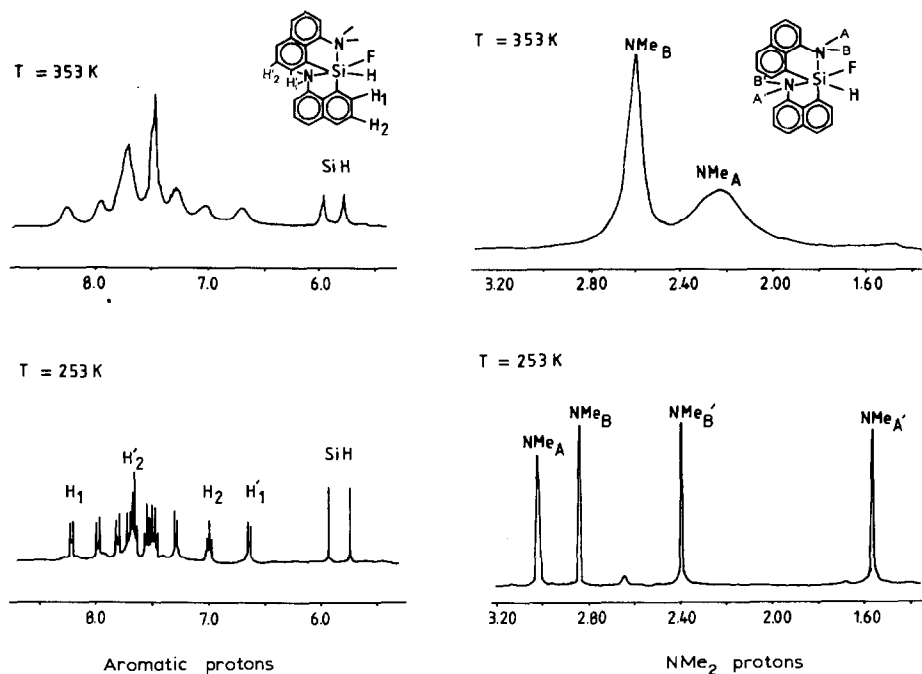 T = 353 K
N
Si
F
H
H'2
N
H'1
H1
H2
Si H
8.0
7.0
6.0
T = 353 K
NMeB
NMeA
A
N
B
F
Si
B'
N
H
A'
3.20
2.80
2.40
2.00
1.60
T = 253 K
H1
H'2
H2
H'1
Si H
8.0
7.0
6.0
Aromatic protons
T = 253 K
NMeA
NMeB
NMeB'
NMeA'
3.20
2.80
2.40
2.00
1.60
NMe2 protons